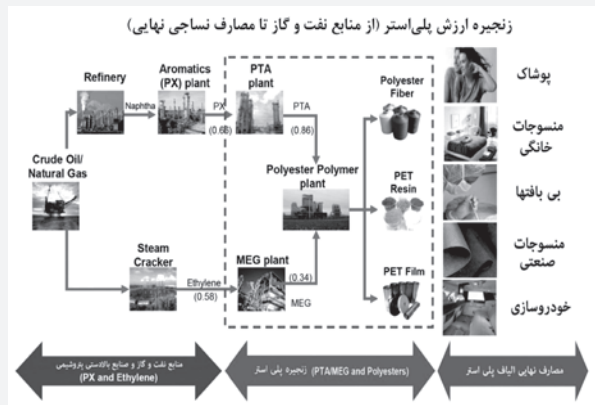 زنجیره ارزش پلی‌استر (از منابع نفت و گاز تا مصارف نساجی نهایی)
Refinery
Naphtha
Aromatics
(PX) plant
PX
(0.66)
PTA
plant
PTA
(0.86)
Crude Oil/
Natural Gas
Steam
Cracker
Ethylene
(0.58)
MEG plant
(0.34)
MEG
Polyester Polymer
plant
Polyester
Fiber
PET
Resin
PET Film
پوشاک
منسوجات
خانگی
بی بافتها
منسوجات
صنعتی
خودروسازی
منابع نفت و گاز و صنایع بالادستی پتروشیمی
(PX and Ethylene)
زنجیره پلی استر (PTA/MEG and Polyesters)
مصارف نهایی الیاف پلی استر